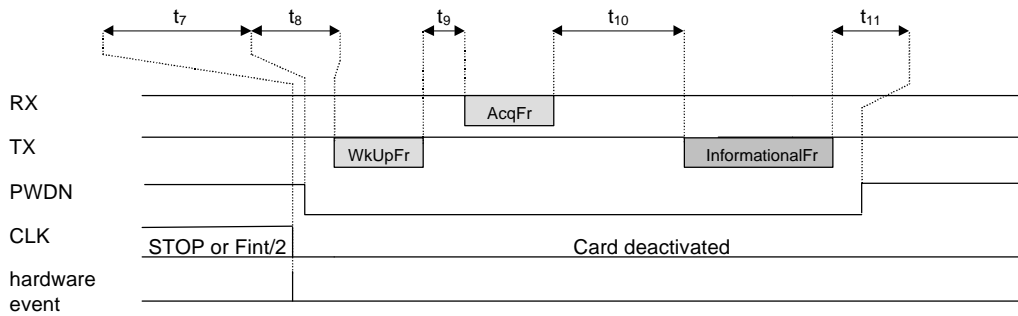 t7 t8 t9 t10 t11
RX
AcqFr
TX
WkUpFr
InformationalFr
PWDN
CLK
STOP or Fint/2
Card deactivated
hardware
event